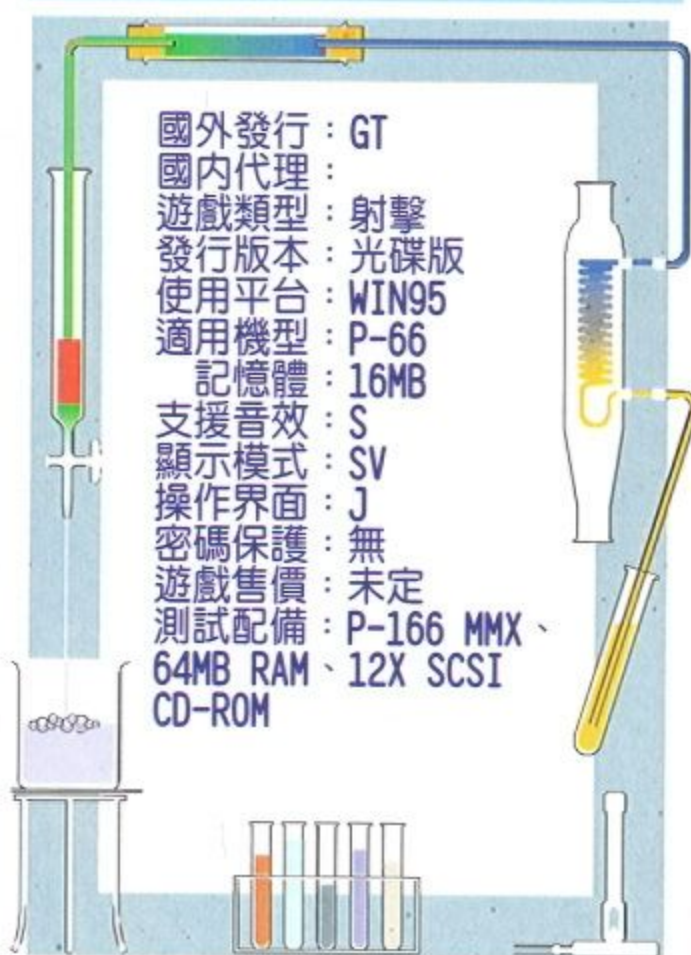 國外發行：GT
國內代理：
遊戲類型：射擊
發行版本：光碟版
使用平台：WIN95
適用機型：P-66
記憶體：16MB
支援音效：S
顯示模式：SV
操作界面：J
密碼保護：無
遊戲售價：未定
測試配備：P-166 MMX、
64MB RAM、12X SCSI
CD-ROM